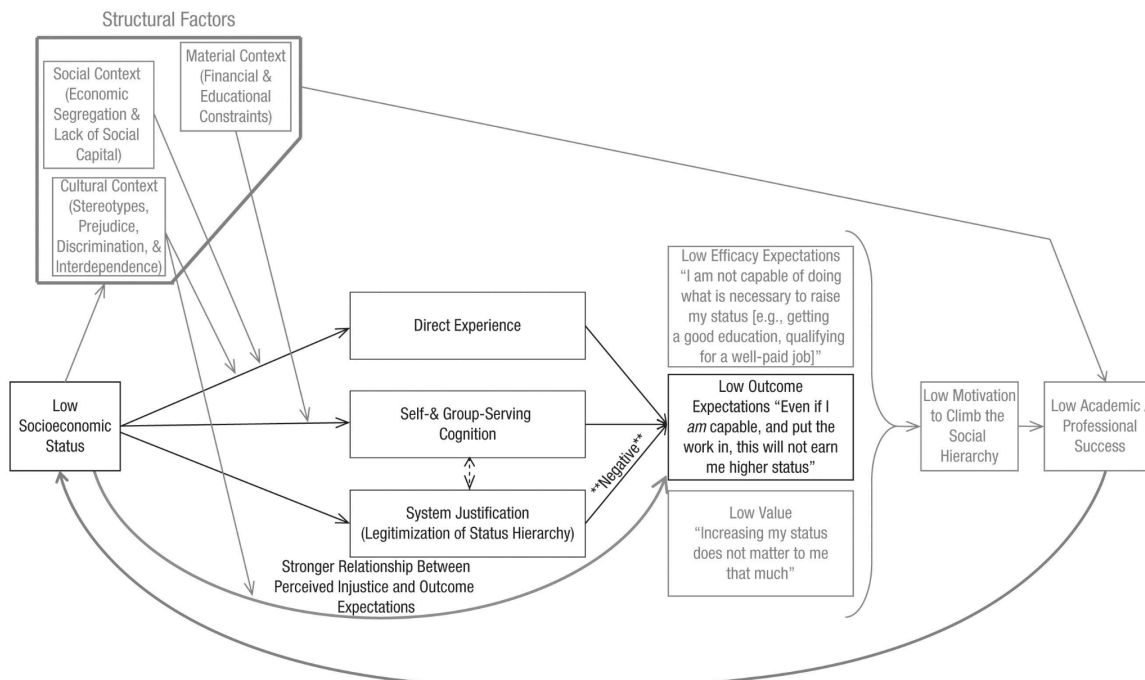 Structural Factors
Material Context
(Financial &
Educational
Constraints)
Social Context
(Economic
Segregation &
Lack of Social
Capital)
Cultural Context
(Stereotypes,
Prejudice,
Discrimination, &
Interdependence)
Low
Socioeconomic
Status
Direct Experience
Self-& Group-Serving
Cognition
System Justification
(Legitimization of Status Hierarchy)
**Negative**
Stronger Relationship Between
Perceived Injustice and Outcome
Expectations
Low Efficacy Expectations
“I am not capable of doing
what is necessary to raise
my status [e.g., getting
a good education, qualifying
for a well-paid job]”
Low Outcome
Expectations “Even if I
am capable, and put the
work in, this will not earn
me higher status”
Low Value
“Increasing my status
does not matter to me
that much”
Low Motivation
to Climb the
Social
Hierarchy
Low Academic /
Professional
Success